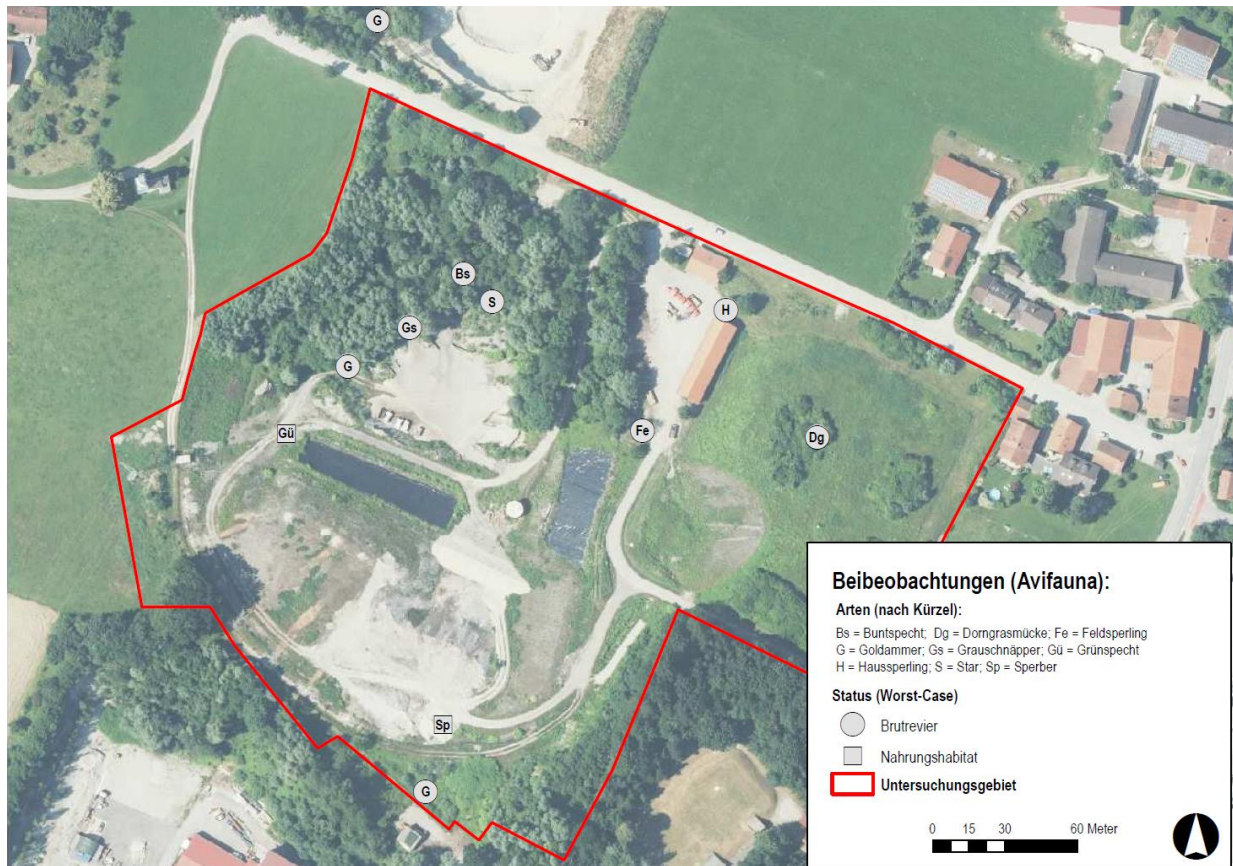 G
Bs
S
Gs
H
G
Gü
Fe
Dg
Sp
G
Beibeobachtungen (Avifauna):
Arten (nach Kürzel):
Bs = Buntspecht; Dg = Dorngrasmücke; Fe = Feldsperling
G = Goldammer; Gs = Grauschnäpper; Gü = Grünspecht
H = Haussperling; S = Star; Sp = Sperber
Status (Worst-Case)
Brutrevier
Nahrungshabitat
Untersuchungsgebiet
0 15 30 60 Meter